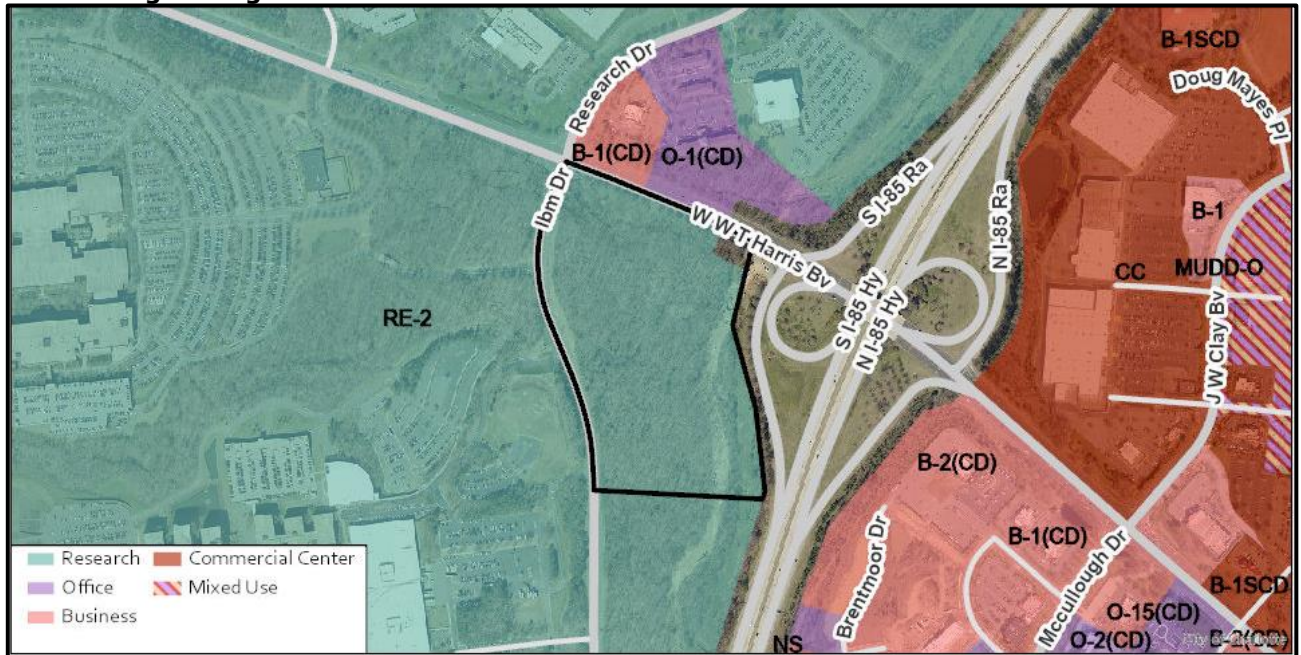 B-1SCD
Doug Mayes Pl
Research Dr
B-1(CD)
O-1(CD)
Ibm Dr
W W.T Harris Bv
S I-85 Ra
N I-85 Ra
B-1
CC
MUDD-O
S I-85 Hy
N I-85 Hy
RE-2
J W Clay Bv
B-2(CD)
B-1(CD)
Brentmoor Dr
Mccullough Dr
B-1SCD
O-15(CD)
O-2(CD)
NS
Research
Commercial Center
Office
Mixed Use
Business